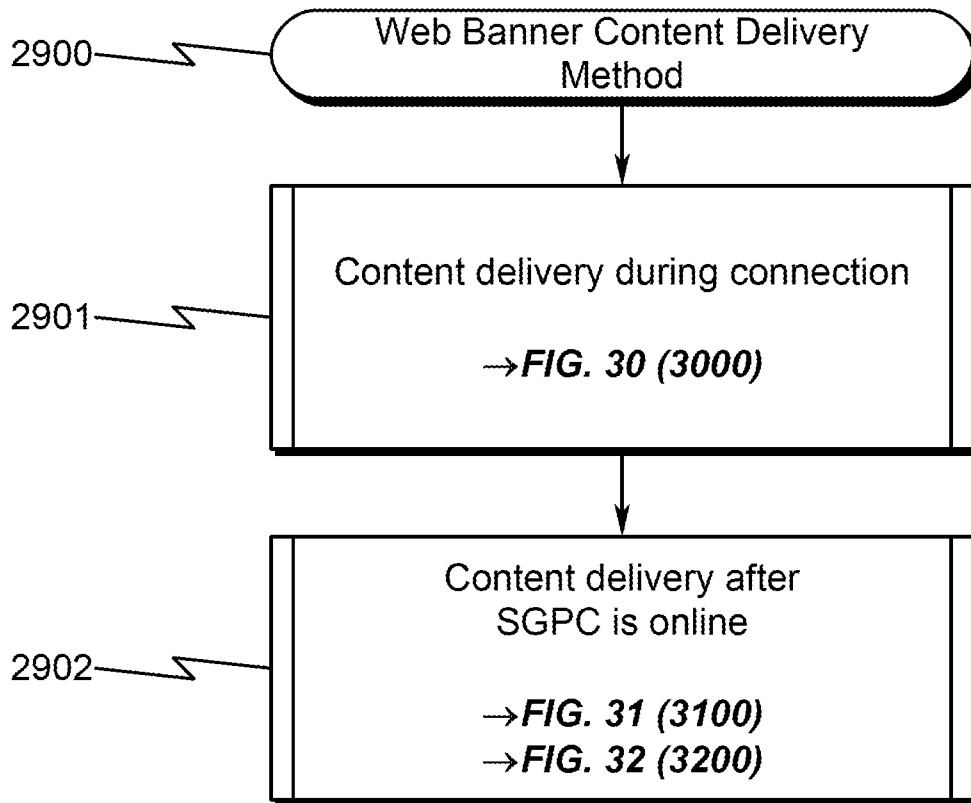 2900
Web Banner Content Delivery
Method
Content delivery during connection
2901
→FIG. 30 (3000)
Content delivery after
SGPC is online
2902
→FIG. 31 (3100)
→FIG. 32 (3200)